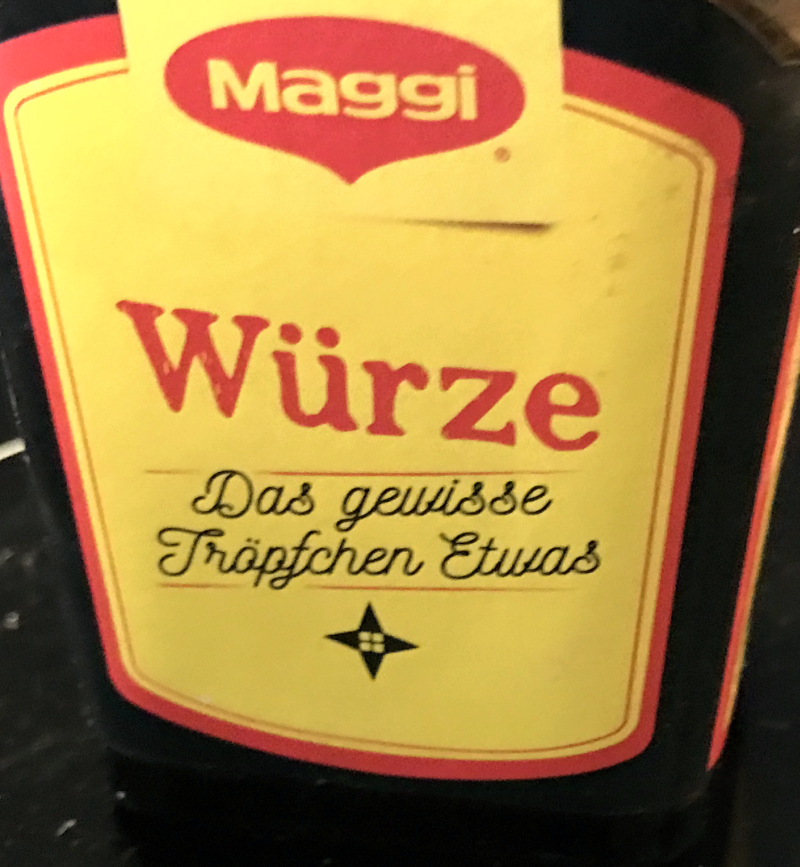 Maggi
®
Würze
Das gewisse
Tröpfchen Etwas